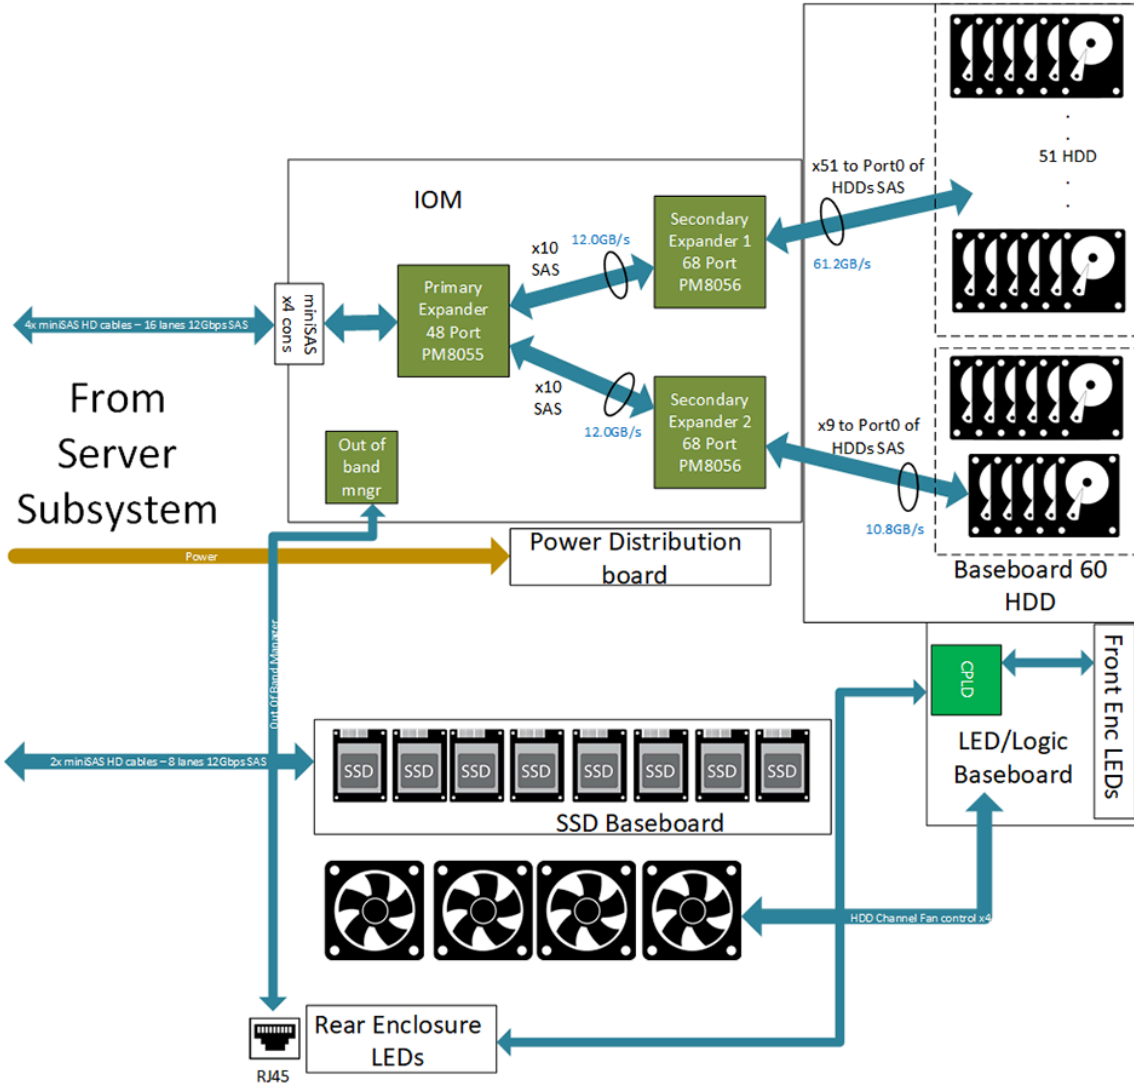 51 HDD
x51 to Port0 of
HDDs SAS
61.2GB/s
IOM
Secondary
Expander 1
68 Port
PM8056
12.0GB/s
x10
SAS
Primary
Expander
48 Port
PM8055
miniSAS
x4 cons
4x miniSAS HD cables – 16 lanes 12Gbps SAS
x10
SAS
12.0GB/s
Secondary
Expander 2
68 Port
PM8056
x9 to Port0 of
HDDs SAS
10.8GB/s
From
Server
Subsystem
Out of
band
mngr
Power
Power Distribution
board
Baseboard 60
HDD
Out Of Band Manager
CPLD
Front Enc LEDs
LED/Logic
Baseboard
2x miniSAS HD cables – 8 lanes 12Gbps SAS
SSD
SSD
SSD
SSD
SSD
SSD
SSD
SSD
SSD Baseboard
HDD Channel Fan control x4
Rear Enclosure
LEDs
RJ45